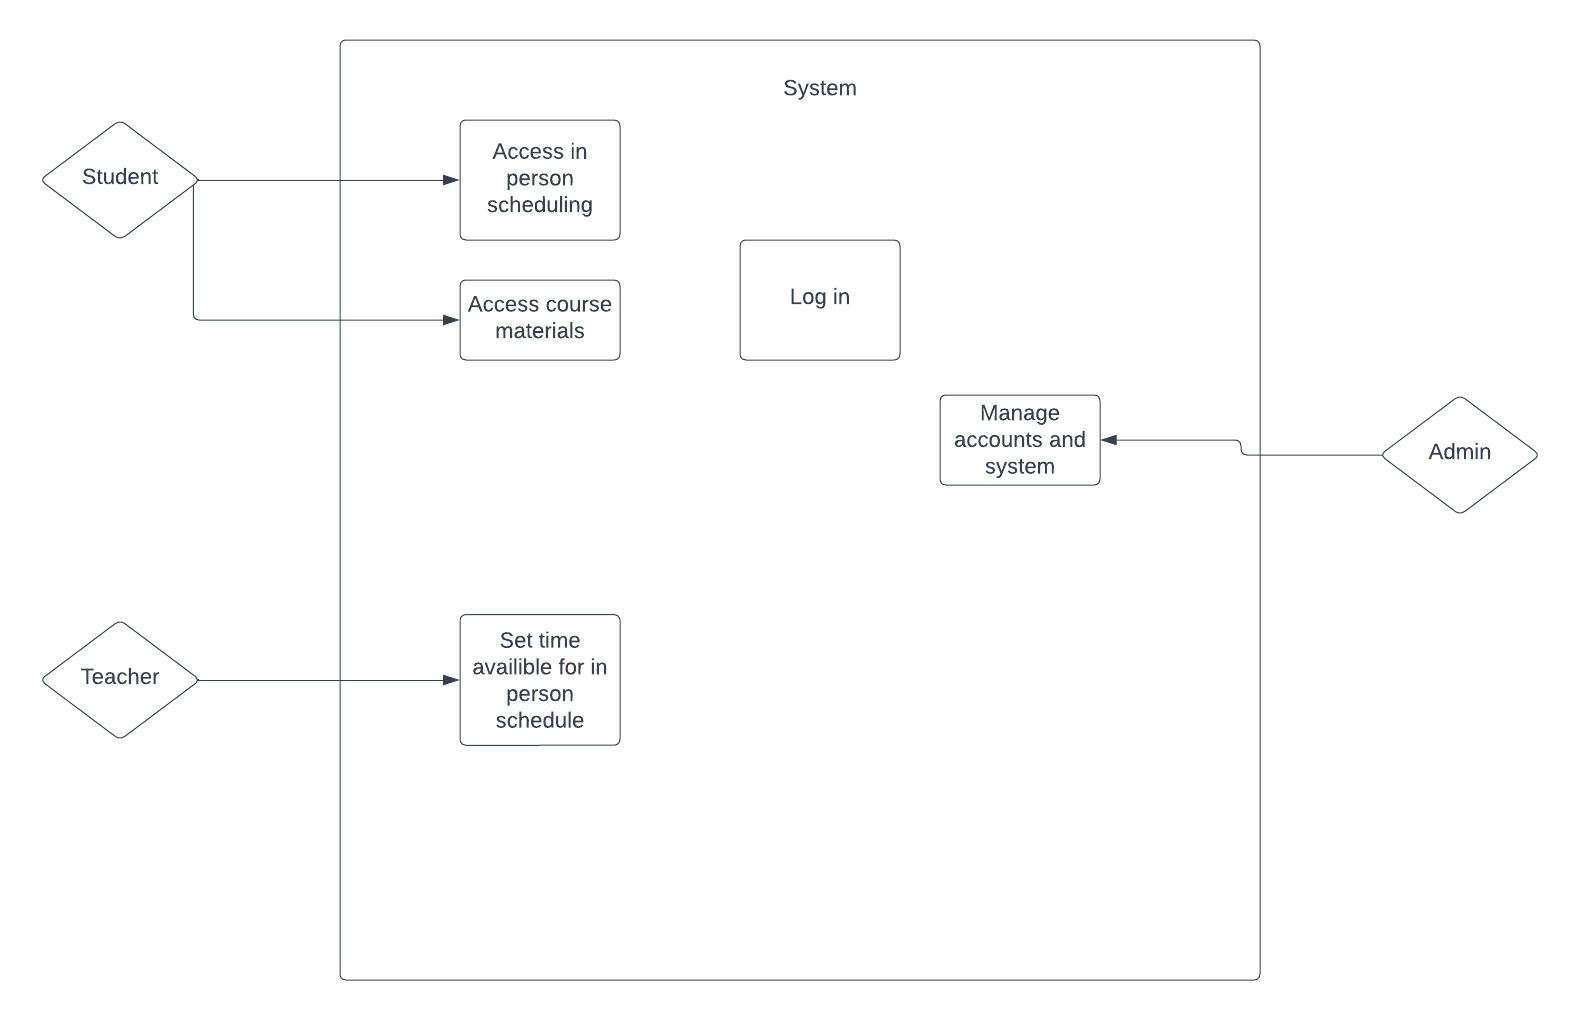 System
Student
Access in
person
scheduling
Log in
Access course
materials
Manage
accounts and
system
Admin
Teacher
Set time
availible for in
person
schedule